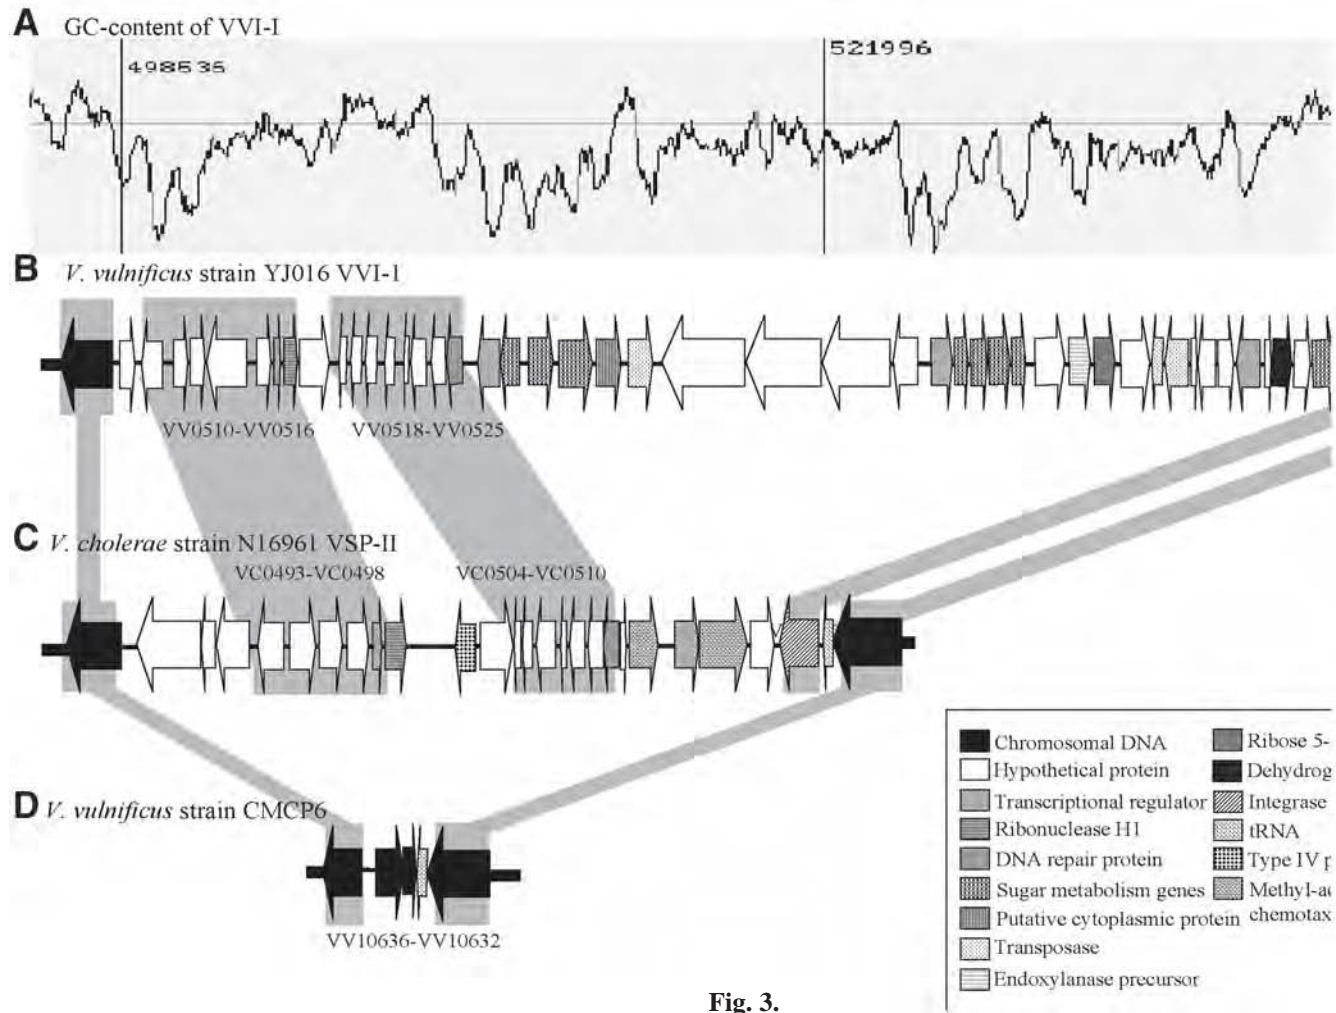 A GC-content of VVI-I
498535
521996
B V. vulnificus strain YJ016 VVI-1
VV0510-VV0516
VV0518-VV0525
C V. cholerae strain N16961 VSP-II
VC0493-VC0498
VC0504-VC0510
D V. vulnificus strain CMCP6
VV10636-VV10632
Chromosomal DNA
Hypothetical protein
Transcriptional regulator
Ribonuclease H1
DNA repair protein
Sugar metabolism genes
Putative cytoplasmic protein
Transposase
Endoxylanase precursor
Ribose 5-
Dehydrog
Integrase
tRNA
Type IV p
Methyl-a
chemotax
Fig. 3.